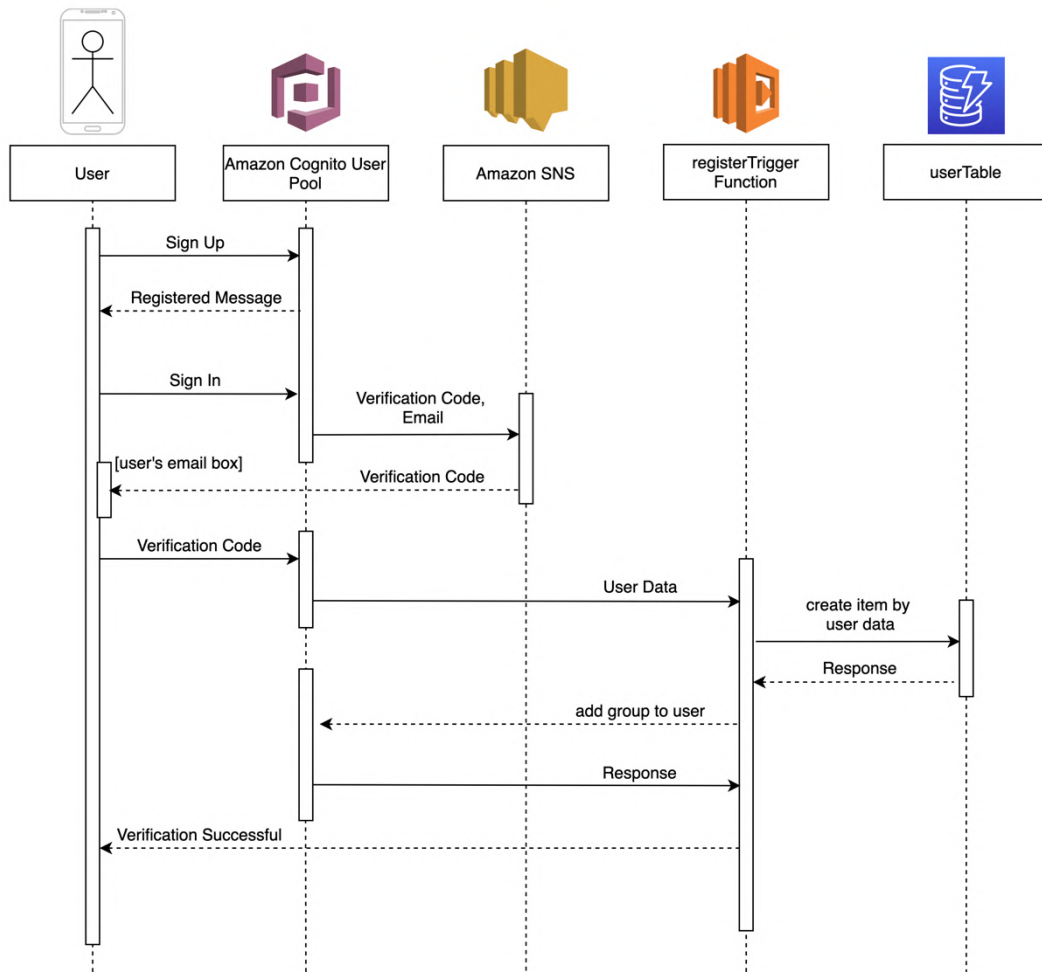 User
Amazon Cognito User
Pool
Amazon SNS
registerTrigger
Function
userTable
Sign Up
Registered Message
Sign In
Verification Code,
Email
[user's email box]
Verification Code
Verification Code
User Data
create item by
user data
Response
add group to user
Response
Verification Successful